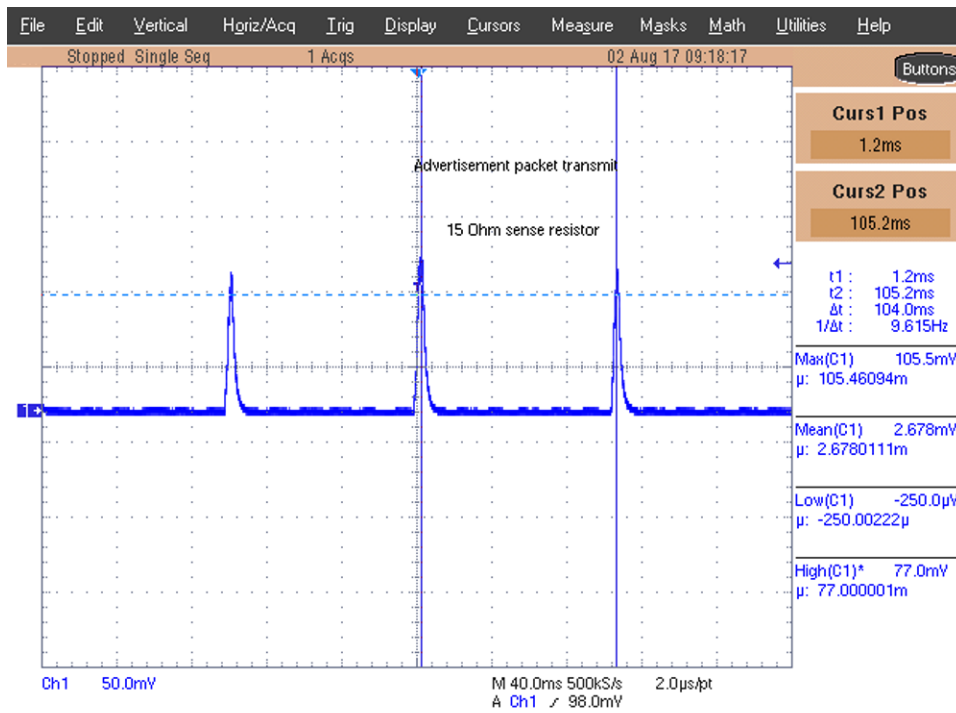 File Edit Vertical Horiz/Acq Trig Display Cursors Measure Masks Math Utilities Help
Stopped Single Seq 1 Acqs 02 Aug 17 09:18:17
Buttons
Curs1 Pos
1.2ms
Curs2 Pos
105.2ms
Advertisement packet transmit
15 Ohm sense resistor
t1 : 1.2ms
t2 : 105.2ms
Δt : 104.0ms
1/Δt : 9.615Hz
Max(C1) 105.5mV
µ: 105.46094m
Mean(C1) 2.678mV
µ: 2.6780111m
Low(C1) -250.0µV
µ: -250.00222µ
High(C1)* 77.0mV
µ: 77.000001m
1
Ch1 50.0mV M 40.0ms 500kS/s 2.0µs/pt
A Ch1 / 98.0mV